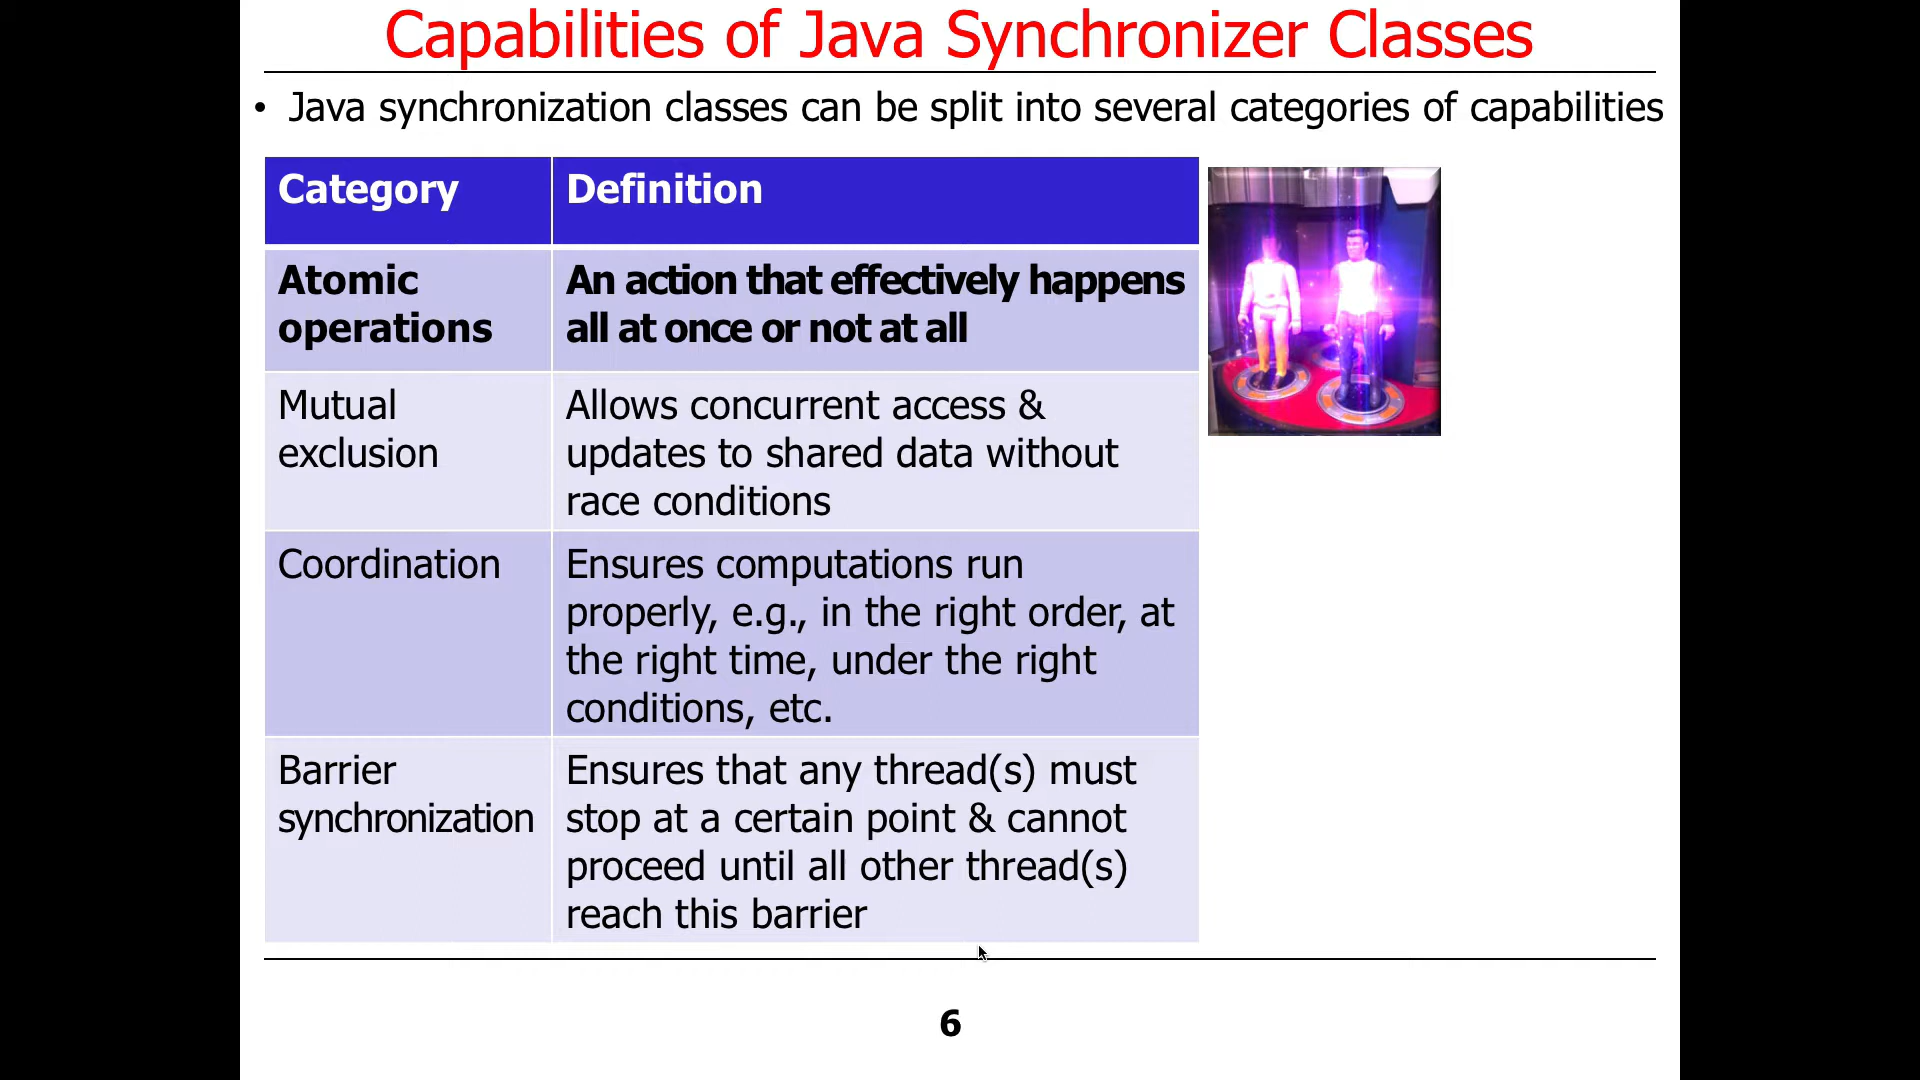 Capabilities of Java Synchronizer Classes
• Java synchronization classes can be split into several categories of capabilities
Category
Definition
Atomic
operations
An action that effectively happens
all at once or not at all
Mutual
exclusion
Allows concurrent access &
updates to shared data without
race conditions
Coordination
Ensures computations run
properly, e.g., in the right order, at
the right time, under the right
conditions, etc.
Barrier
synchronization
Ensures that any thread(s) must
stop at a certain point & cannot
proceed until all other thread(s)
reach this barrier
6